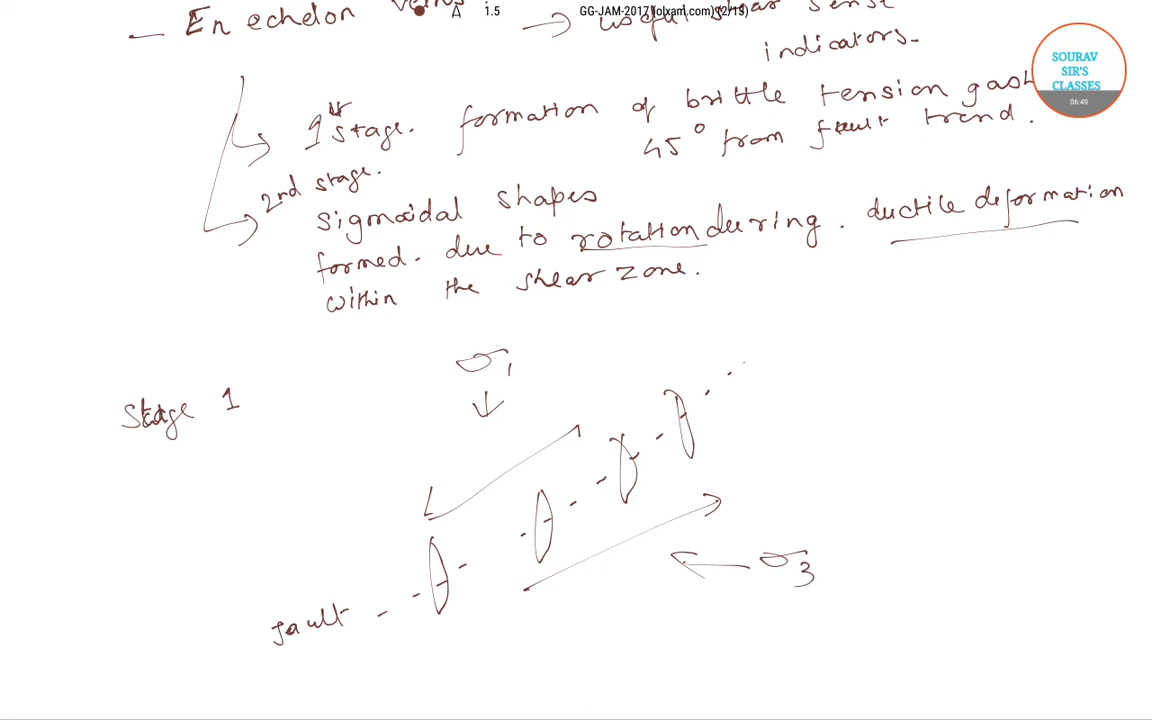 1.5
GG-JAM-2017(olxam.com)(2/13)
— En echelon veins → useful shear sense
indicators.
SOURAV
SIR'S
CLASSES
06:49
1st stage. formation of brittle tension gash
45° from fault trend.
2nd stage.
Sigmoidal shapes
formed. due to rotation during. ductile deformation
within the shear zone.
σ1
Stage 1
σ3
fault